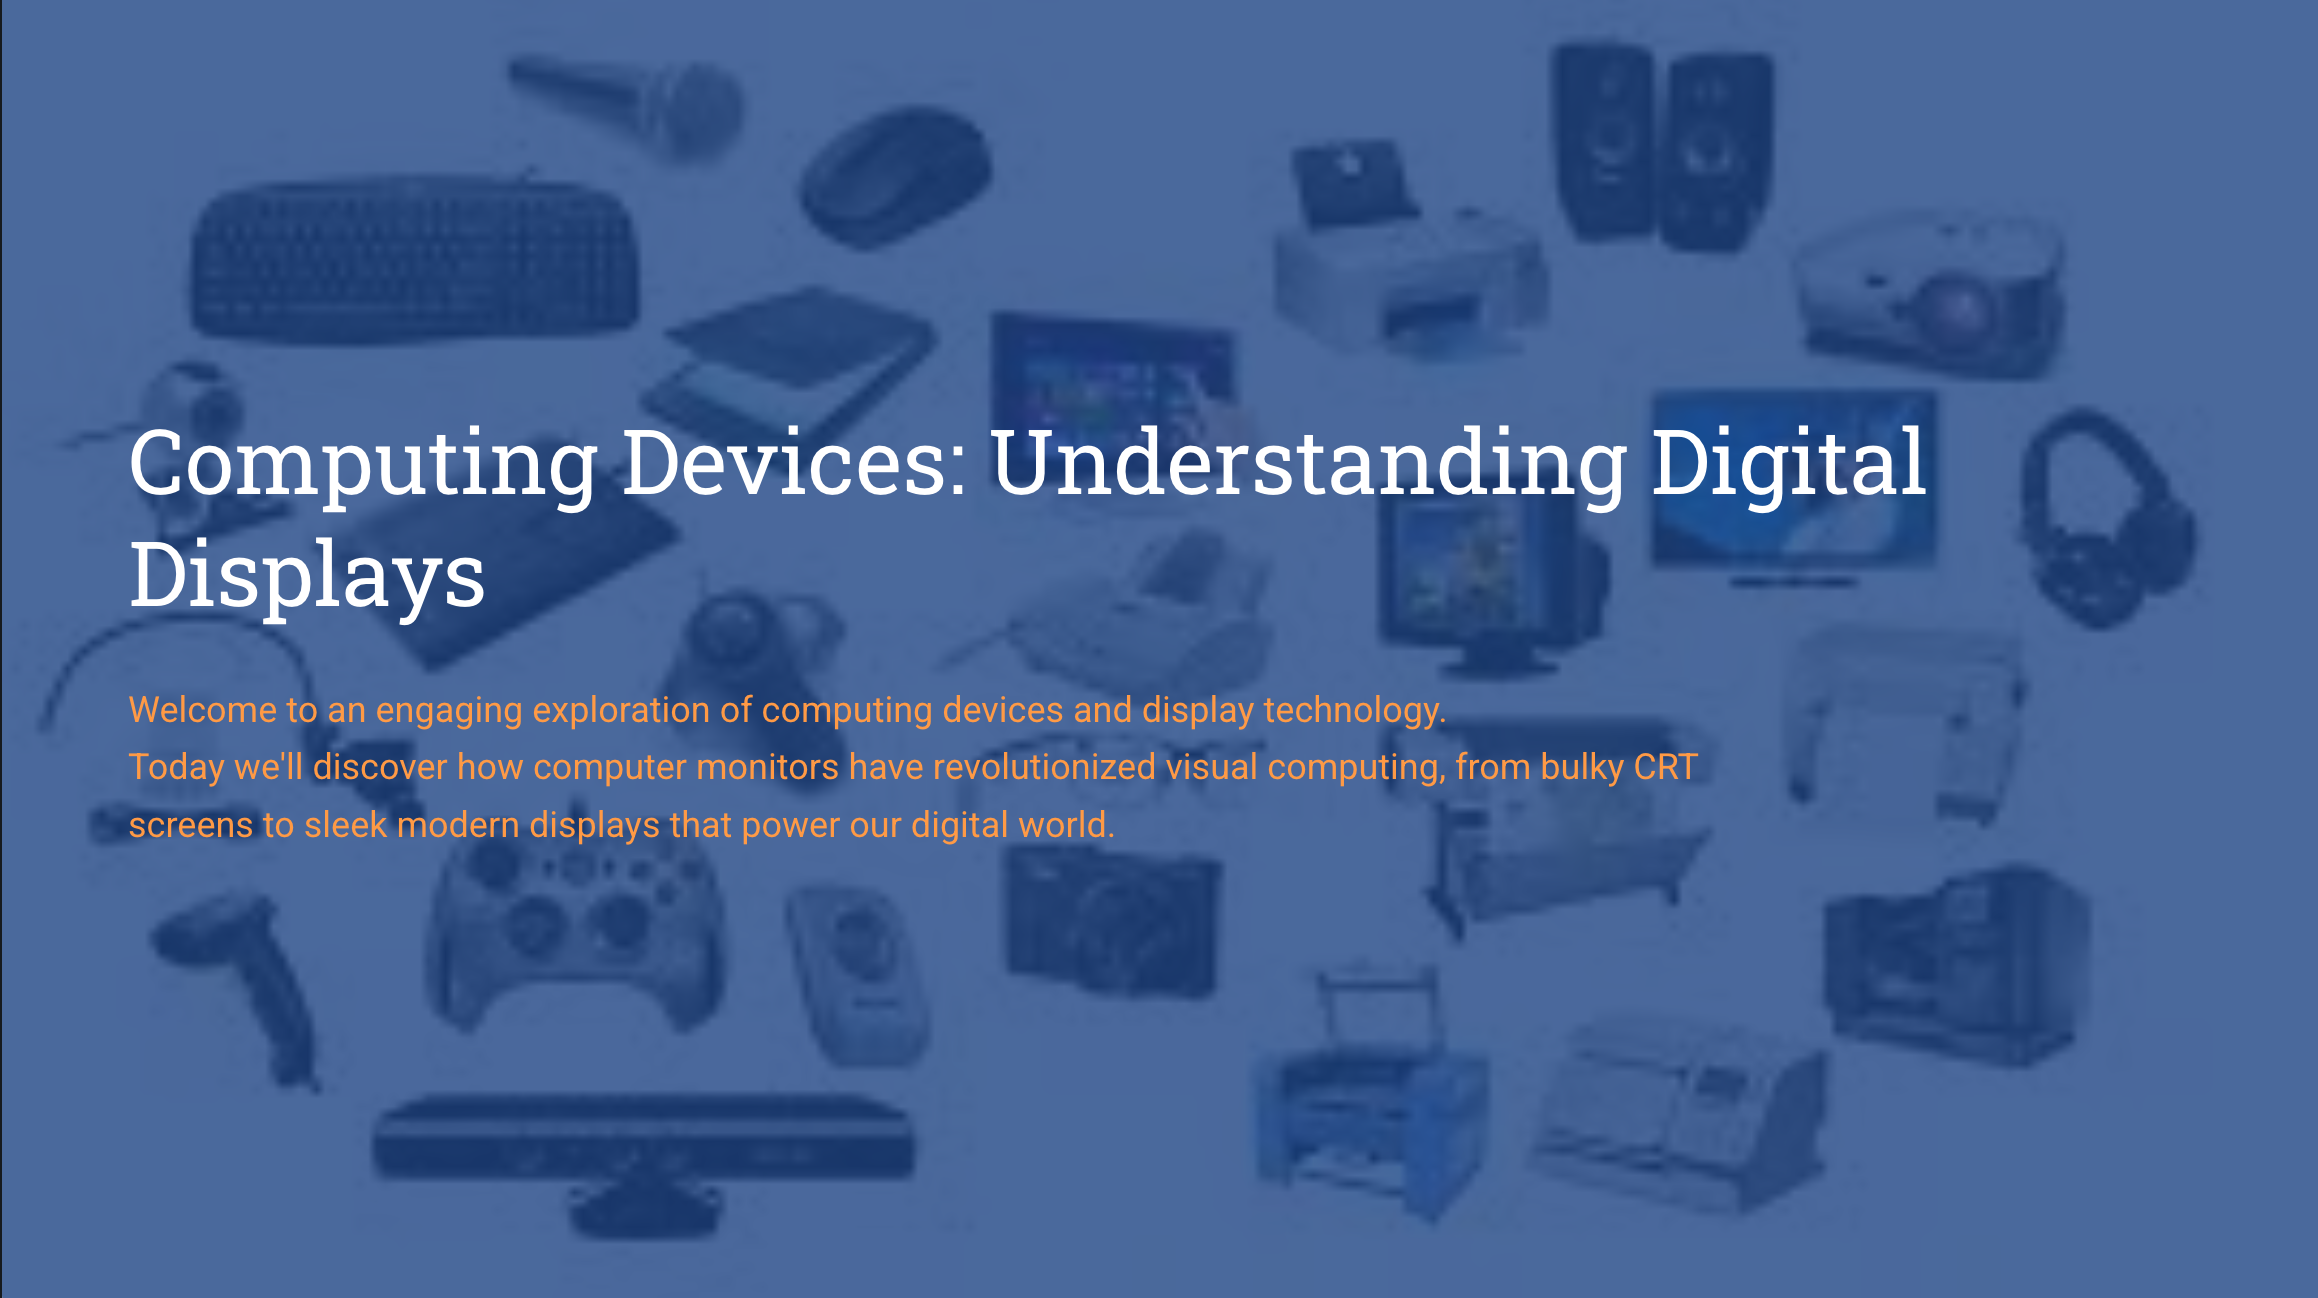 Computing Devices: Understanding Digital
Displays
Welcome to an engaging exploration of computing devices and display technology.
Today we'll discover how computer monitors have revolutionized visual computing, from bulky CRT
screens to sleek modern displays that power our digital world.